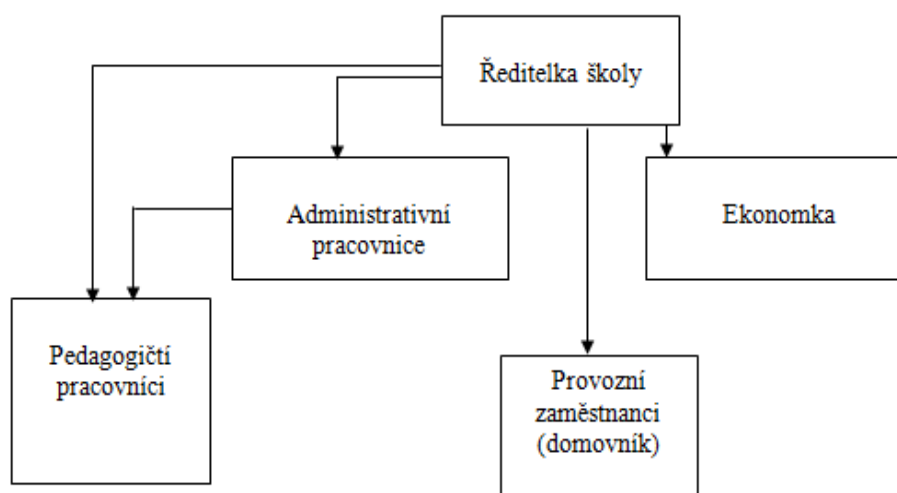 Ředitelka školy
Administrativní
pracovnice
Ekonomka
Pedagogičtí
pracovníci
Provozní
zaměstnanci
(domovník)